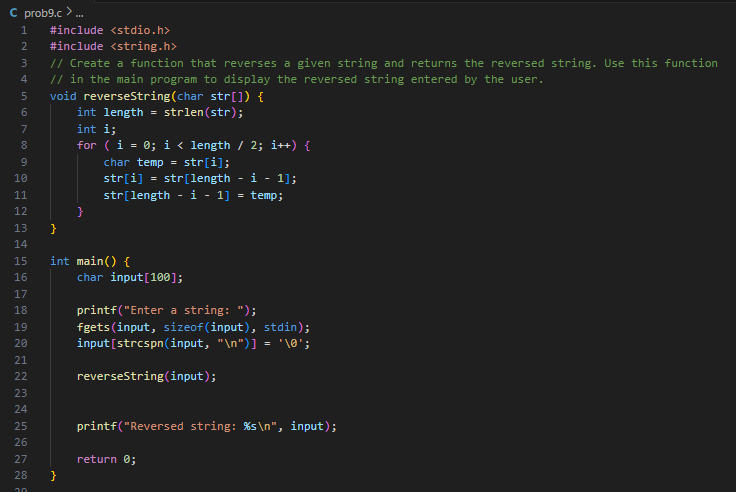 C prob9.c > ...
1 #include <stdio.h>
2 #include <string.h>
3 // Create a function that reverses a given string and returns the reversed string. Use this function
4 // in the main program to display the reversed string entered by the user.
5 void reverseString(char str[]) {
6     int length = strlen(str);
7     int i;
8     for ( i = 0; i < length / 2; i++) {
9         char temp = str[i];
10         str[i] = str[length - i - 1];
11         str[length - i - 1] = temp;
12     }
13 }
14
15 int main() {
16     char input[100];
17
18     printf("Enter a string: ");
19     fgets(input, sizeof(input), stdin);
20     input[strcspn(input, "\n")] = '\0';
21
22     reverseString(input);
23
24
25     printf("Reversed string: %s\n", input);
26
27     return 0;
28 }
29